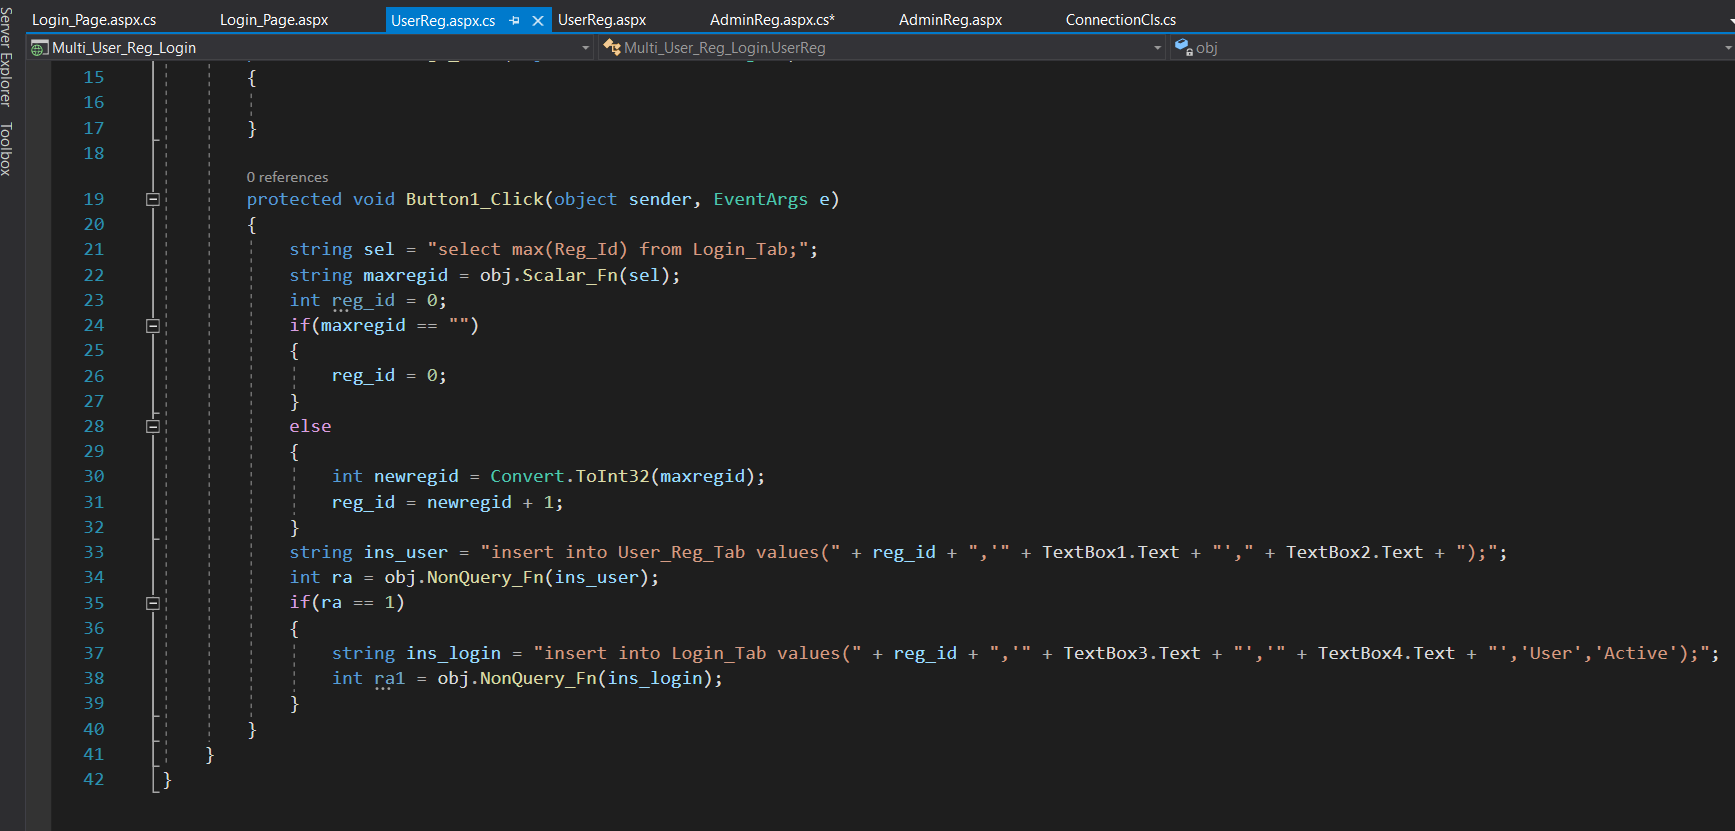 Server Explorer
Toolbox
Login_Page.aspx.cs Login_Page.aspx UserReg.aspx.cs UserReg.aspx AdminReg.aspx.cs* AdminReg.aspx ConnectionCls.cs
Multi_User_Reg_Login Multi_User_Reg_Login.UserReg obj
15 {
16
17 }
18
0 references
19 protected void Button1_Click(object sender, EventArgs e)
20 {
21 string sel = "select max(Reg_Id) from Login_Tab;";
22 string maxregid = obj.Scalar_Fn(sel);
23 int reg_id = 0;
24 if(maxregid == "")
25 {
26 reg_id = 0;
27 }
28 else
29 {
30 int newregid = Convert.ToInt32(maxregid);
31 reg_id = newregid + 1;
32 }
33 string ins_user = "insert into User_Reg_Tab values(" + reg_id + ",'" + TextBox1.Text + "'," + TextBox2.Text + ");";
34 int ra = obj.NonQuery_Fn(ins_user);
35 if(ra == 1)
36 {
37 string ins_login = "insert into Login_Tab values(" + reg_id + ",'" + TextBox3.Text + "','" + TextBox4.Text + "','User','Active');";
38 int ra1 = obj.NonQuery_Fn(ins_login);
39 }
40 }
41 }
42 }